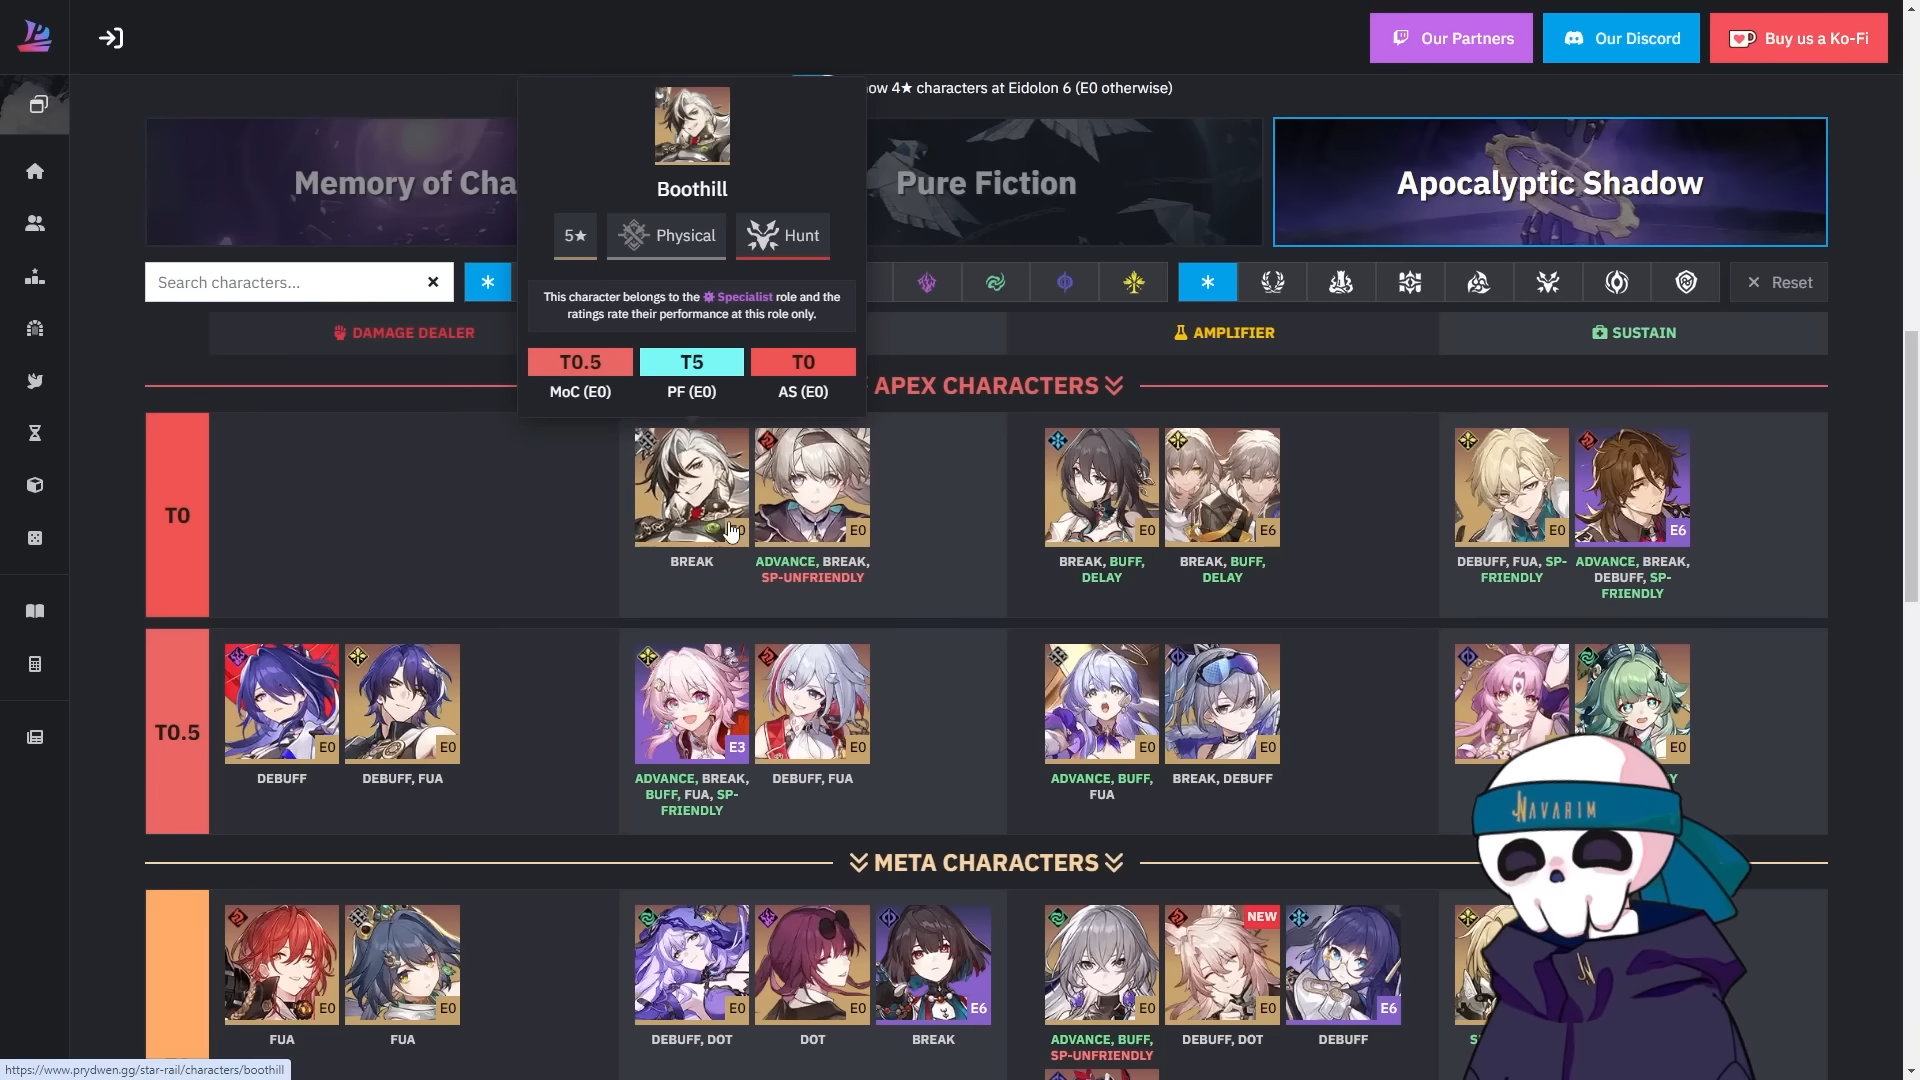 Our Partners
Our Discord
Buy us a Ko-Fi
ow 4★ characters at Eidolon 6 (E0 otherwise)
Memory of Cha
Pure Fiction
Apocalyptic Shadow
Boothill
5★
Physical
Hunt
Search characters...
Reset
This character belongs to the Specialist role and the
ratings rate their performance at this role only.
DAMAGE DEALER
AMPLIFIER
SUSTAIN
T0.5
T5
T0
MoC (E0)
PF (E0)
AS (E0)
APEX CHARACTERS
T0
E0
E0
E6
E0
E6
BREAK
ADVANCE, BREAK,
SP-UNFRIENDLY
BREAK, BUFF,
DELAY
BREAK, BUFF,
DELAY
DEBUFF, FUA, SP-
FRIENDLY
ADVANCE, BREAK,
DEBUFF, SP-
FRIENDLY
T0.5
E0
E0
E3
E0
E0
E0
E0
DEBUFF
DEBUFF, FUA
ADVANCE, BREAK,
BUFF, FUA, SP-
FRIENDLY
DEBUFF, FUA
ADVANCE, BUFF,
FUA
BREAK, DEBUFF
Y
NAVARIM
META CHARACTERS
NEW
E0
E0
E0
E0
E6
E0
E0
E6
FUA
FUA
DEBUFF, DOT
DOT
BREAK
ADVANCE, BUFF,
SP-UNFRIENDLY
DEBUFF, DOT
DEBUFF
S
https://www.prydwen.gg/star-rail/characters/boothill